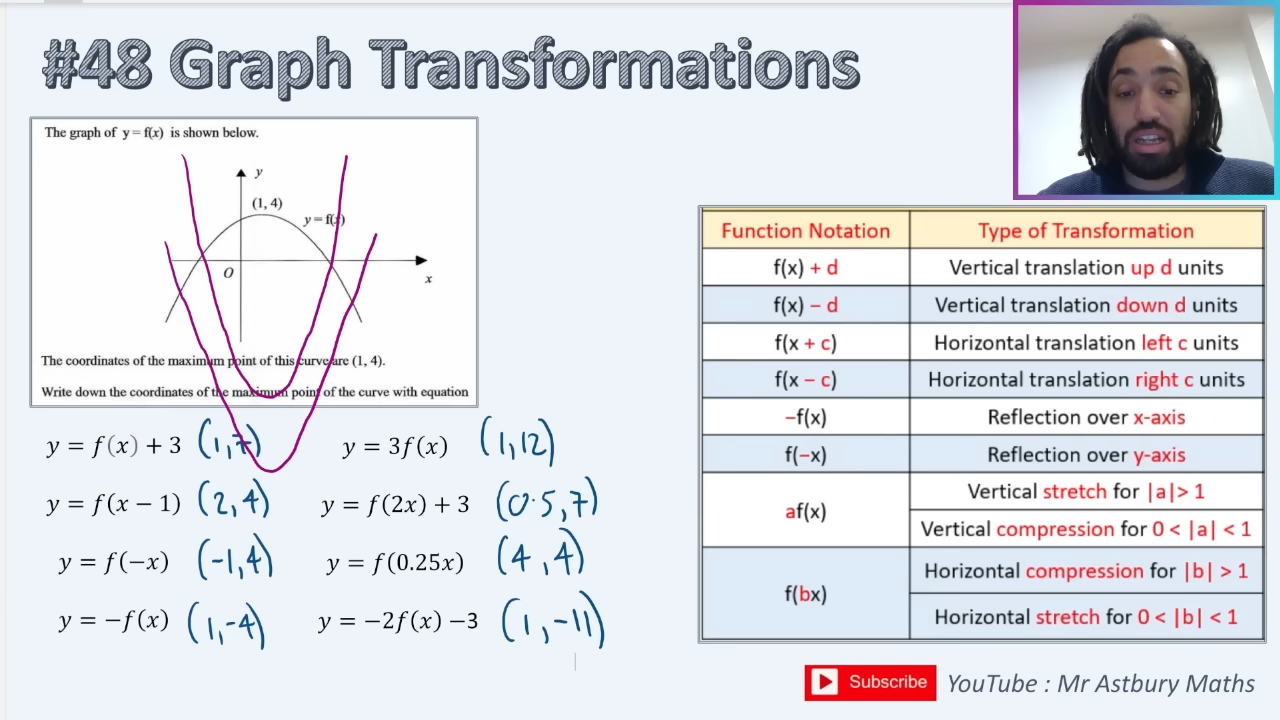 #48 Graph Transformations
The graph of y = f(x) is shown below.
y
(1, 4)
y = f(x)
O
x
The coordinates of the maximum point of this curve are (1, 4).
Write down the coordinates of the maximum point of the curve with equation
y = f(x) + 3 (1,7)
y = 3f(x) (1,12)
y = f(x − 1) (2,4)
y = f(2x) + 3 (0·5,7)
y = f(−x) (-1,4)
y = f(0.25x) (4,4)
y = −f(x) (1,-4)
y = −2f(x) −3 (1,-11)
Function Notation Type of Transformation
f(x) + d Vertical translation up d units
f(x) − d Vertical translation down d units
f(x + c) Horizontal translation left c units
f(x − c) Horizontal translation right c units
−f(x) Reflection over x-axis
f(−x) Reflection over y-axis
af(x) Vertical stretch for |a|> 1
Vertical compression for 0 < |a| < 1
f(bx) Horizontal compression for |b| > 1
Horizontal stretch for 0 < |b| < 1
Subscribe YouTube : Mr Astbury Maths